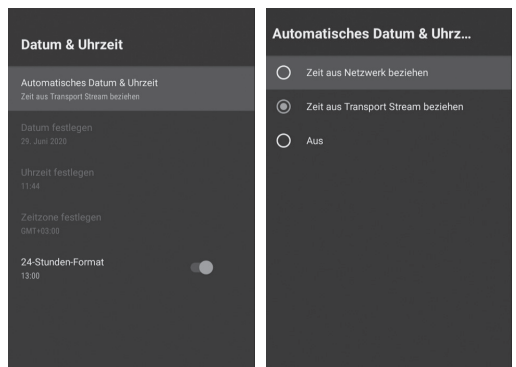 Datum & Uhrzeit
Automatisches Datum & Uhrzeit
Zeit aus Transport Stream beziehen
Datum festlegen
29. Juni 2020
Uhrzeit festlegen
11:44
Zeitzone festlegen
GMT+03:00
24-Stunden-Format
13:00
Automatisches Datum & Uhrz...
Zeit aus Netzwerk beziehen
Zeit aus Transport Stream beziehen
Aus